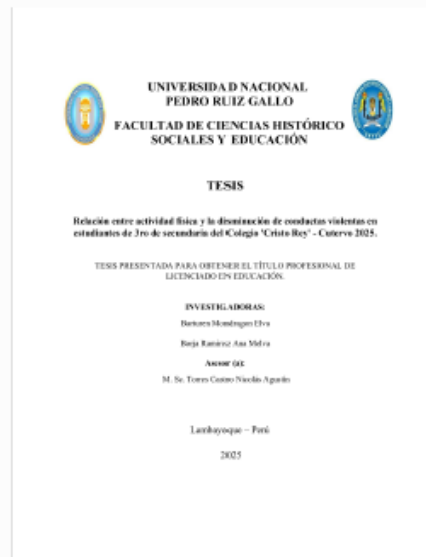 UNIVERSIDAD NACIONAL
PEDRO RUIZ GALLO
FACULTAD DE CIENCIAS HISTÓRICO
SOCIALES Y EDUCACIÓN
TESIS
Relación entre actividad física y la disminución de conductas violentas en
estudiantes de 3ro de secundaria del Colegio 'Cristo Rey' - Cutervo 2025.
TESIS PRESENTADA PARA OBTENER EL TÍTULO PROFESIONAL DE
LICENCIADO EN EDUCACIÓN.
INVESTIGADORAS:
Barturen Mondragon Elva
Borja Ramirez Ana Melva
Asesor (a):
M. Sc. Torres Castro Nicolás Agustín
Lambayeque – Perú
2025